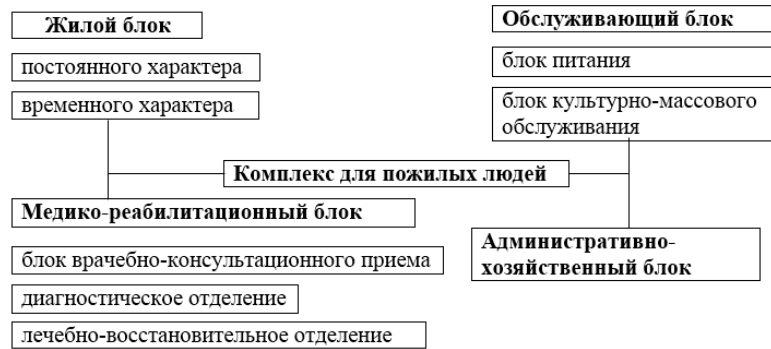 Жилой блок
постоянного характера
временного характера
Обслуживающий блок
блок питания
блок культурно-массового
обслуживания
Комплекс для пожилых людей
Медико-реабилитационный блок
блок врачебно-консультационного приема
диагностическое отделение
лечебно-восстановительное отделение
Административно-
хозяйственный блок